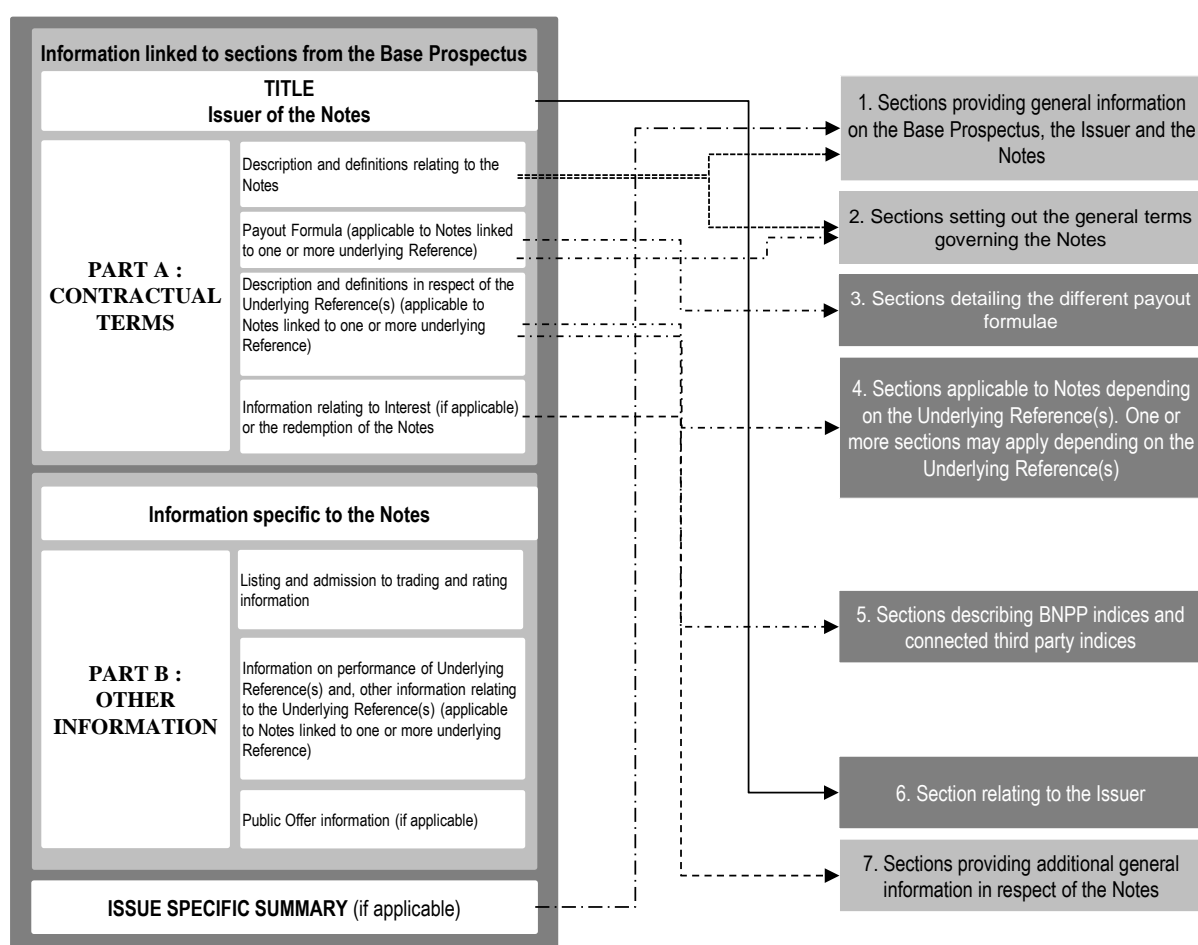 Information linked to sections from the Base Prospectus
TITLE
Issuer of the Notes
PART A :
CONTRACTUAL
TERMS
Description and definitions relating to the
Notes
Payout Formula (applicable to Notes linked
to one or more underlying Reference)
Description and definitions in respect of the
Underlying Reference(s) (applicable to
Notes linked to one or more underlying
Reference)
Information relating to Interest (if applicable)
or the redemption of the Notes
Information specific to the Notes
PART B :
OTHER
INFORMATION
Listing and admission to trading and rating
information
Information on performance of Underlying
Reference(s) and, other information relating
to the Underlying Reference(s) (applicable
to Notes linked to one or more underlying
Reference)
Public Offer information (if applicable)
ISSUE SPECIFIC SUMMARY (if applicable)
1. Sections providing general information
on the Base Prospectus, the Issuer and the
Notes
2. Sections setting out the general terms
governing the Notes
3. Sections detailing the different payout
formulae
4. Sections applicable to Notes depending
on the Underlying Reference(s). One or
more sections may apply depending on the
Underlying Reference(s)
5. Sections describing BNPP indices and
connected third party indices
6. Section relating to the Issuer
7. Sections providing additional general
information in respect of the Notes